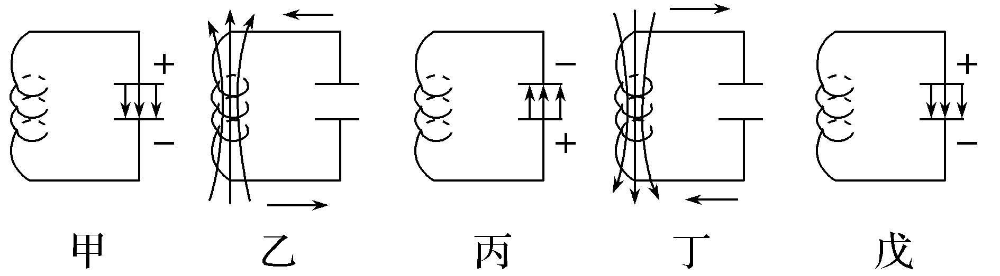 + − + 
− + −
甲 乙 丙 丁 戊